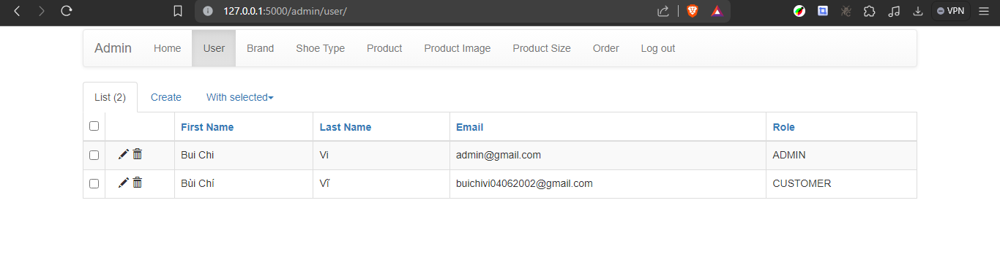 127.0.0.1:5000/admin/user/ VPN
Admin Home User Brand Shoe Type Product Product Image Product Size Order Log out
List (2) Create With selected
First Name Last Name Email Role
Bui Chi Vi admin@gmail.com ADMIN
Bùi Chí Vĩ buichivi04062002@gmail.com CUSTOMER